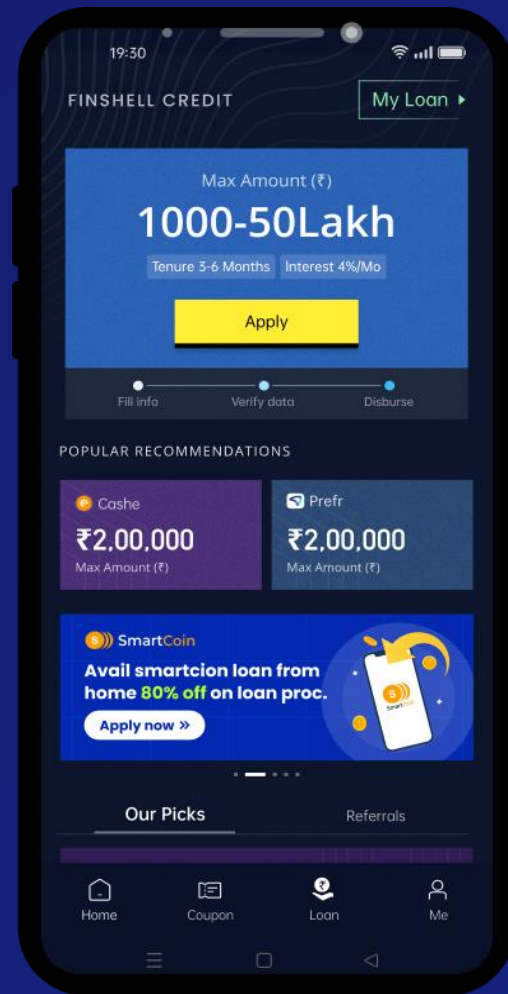 19:30
FINSHELL CREDIT
My Loan
Max Amount (₹)
1000-50Lakh
Tenure 3-6 Months
Interest 4%/Mo
Apply
Fill info
Verify data
Disburse
POPULAR RECOMMENDATIONS
Cashe
₹2,00,000
Max Amount (₹)
Prefr
₹2,00,000
Max Amount (₹)
SmartCoin
Avail smartcion loan from
home 80% off on loan proc.
Apply now »
SmartCoin
Our Picks
Referrals
Home
Coupon
Loan
Me